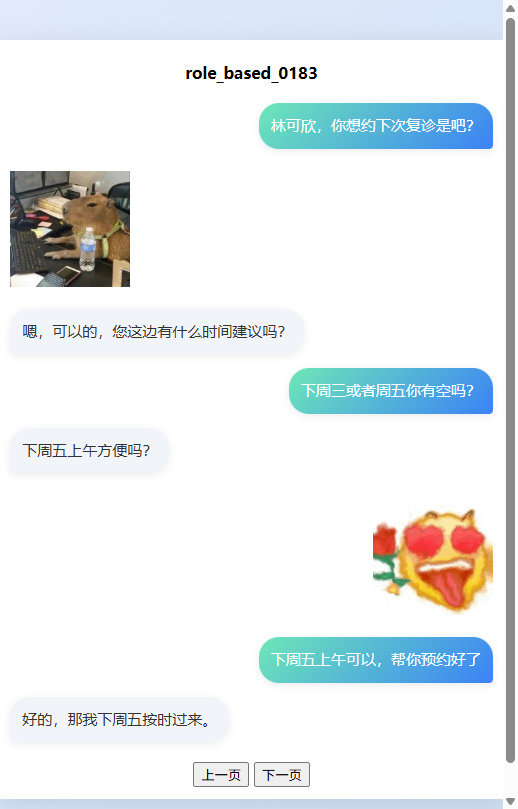 role_based_0183
林可欣，你想约下次复诊是吧？
嗯，可以的，您这边有什么时间建议吗？
下周三或者周五你有空吗？
下周五上午方便吗？
下周五上午可以，帮你预约好了
好的，那我下周五按时过来。
上一页 下一页